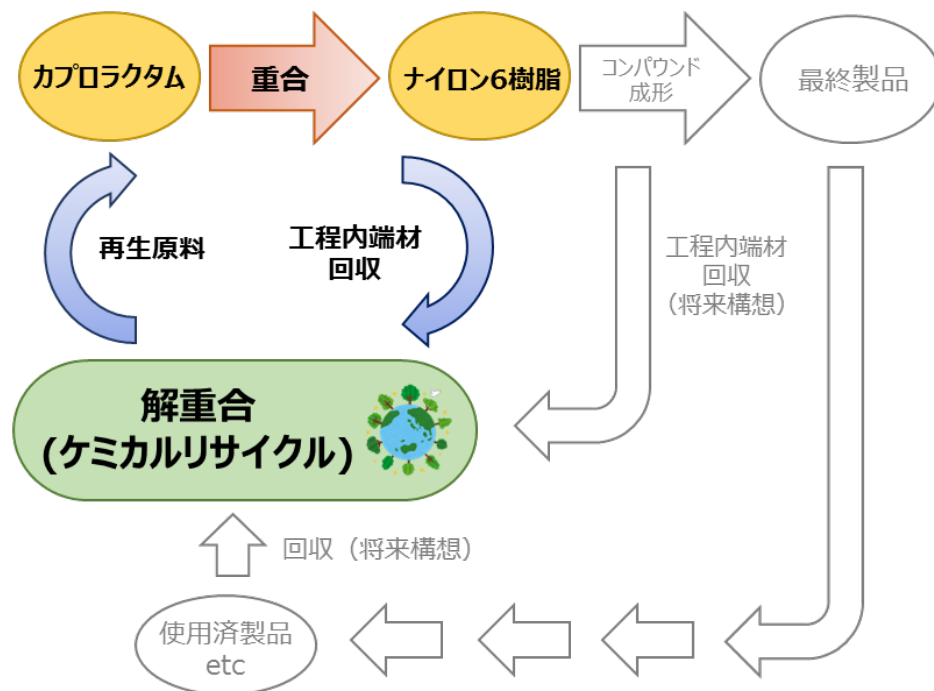 カプロラクタム
重合
ナイロン6樹脂
コンパウンド
成形
最終製品
再生原料
工程内端材
回収
工程内端材
回収
（将来構想）
解重合
(ケミカルリサイクル)
回収（将来構想）
使用済製品
etc